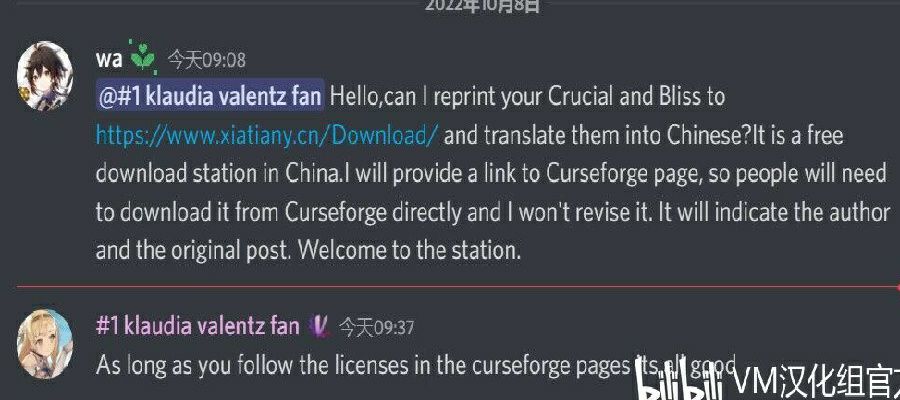 2022年10月8日
wa 今天09:08
@#1 klaudia valentz fan Hello,can I reprint your Crucial and Bliss to
https://www.xiatiany.cn/Download/ and translate them into Chinese?It is a free
download station in China.I will provide a link to Curseforge page, so people will need
to download it from Curseforge directly and I won't revise it. It will indicate the author
and the original post. Welcome to the station.
#1 klaudia valentz fan 今天09:37
As long as you follow the licenses in the curseforge pages its all good
bilibili VM汉化组官方